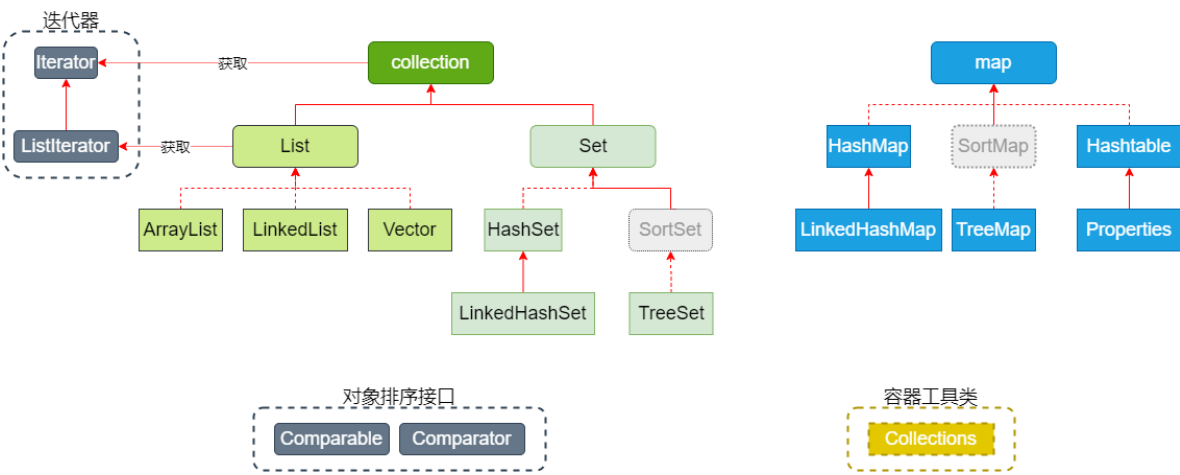 迭代器
Iterator
获取
collection
map
ListIterator
获取
List
Set
HashMap
SortMap
Hashtable
ArrayList
LinkedList
Vector
HashSet
SortSet
LinkedHashMap
TreeMap
Properties
LinkedHashSet
TreeSet
对象排序接口
容器工具类
Comparable
Comparator
Collections